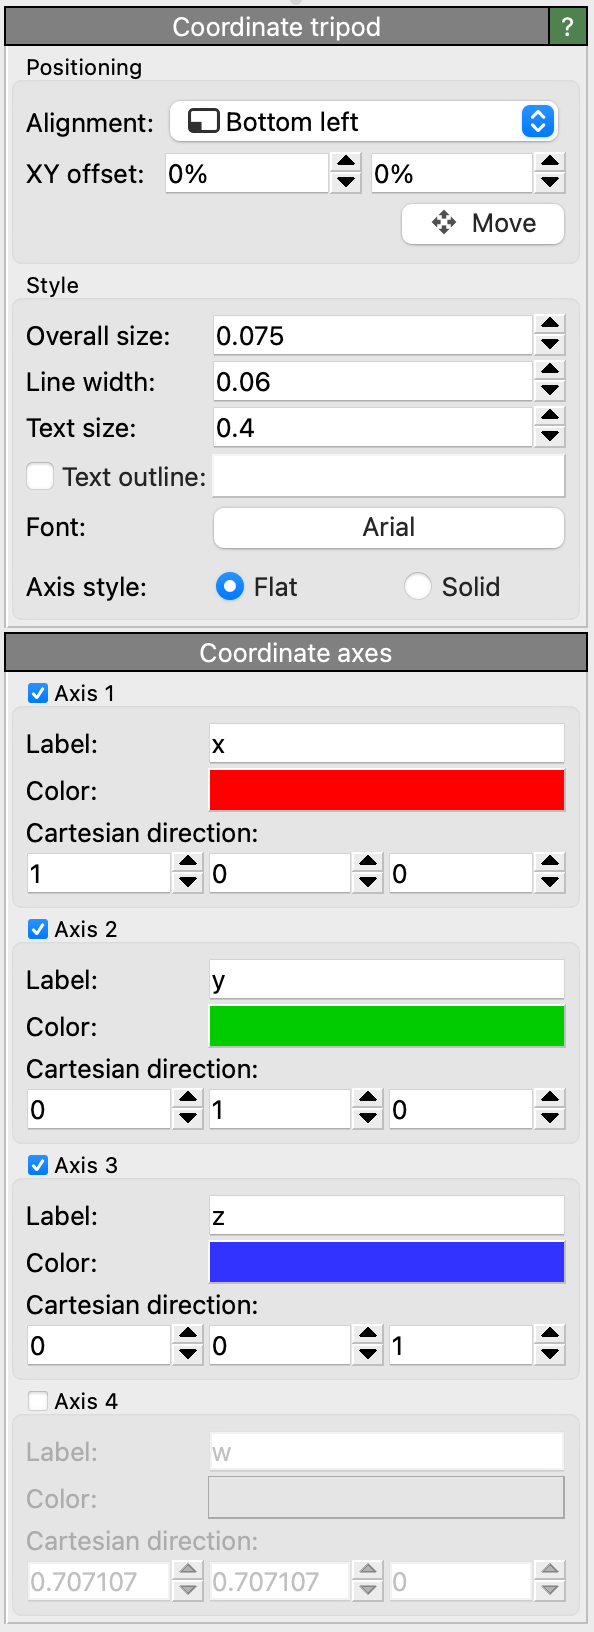 Coordinate tripod ?
Positioning
Alignment: Bottom left
XY offset: 0% 0%
Move
Style
Overall size: 0.075
Line width: 0.06
Text size: 0.4
Text outline:
Font: Arial
Axis style: Flat Solid
Coordinate axes
Axis 1
Label: x
Color:
Cartesian direction:
1 0 0
Axis 2
Label: y
Color:
Cartesian direction:
0 1 0
Axis 3
Label: z
Color:
Cartesian direction:
0 0 1
Axis 4
Label: w
Color:
Cartesian direction:
0.707107 0.707107 0